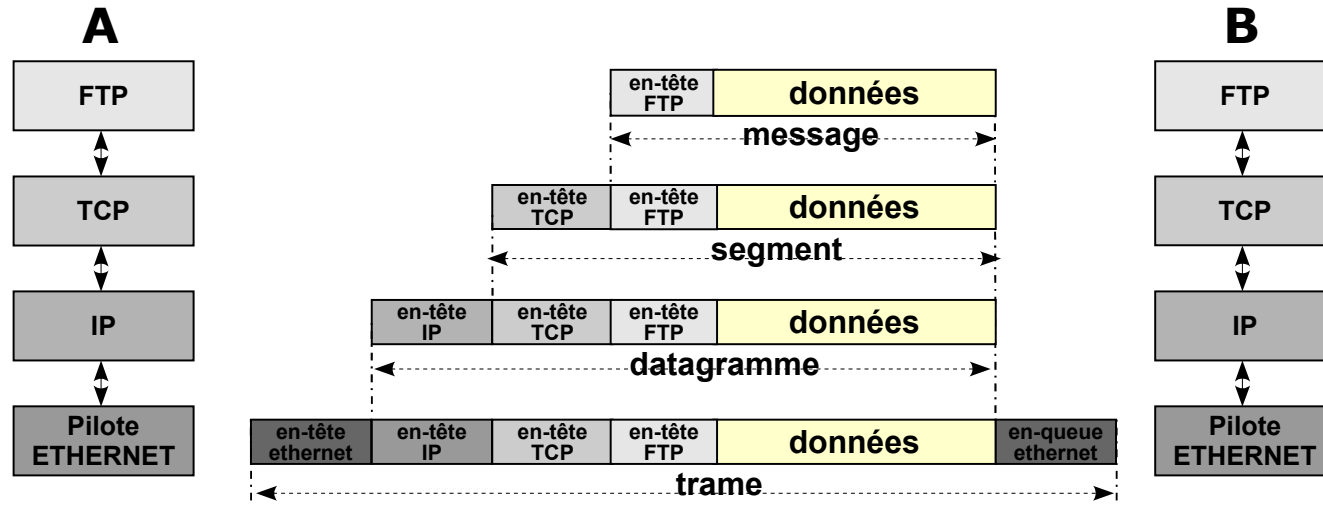 A
B
FTP
en-tête
FTP
données
FTP
message
TCP
en-tête
TCP
en-tête
FTP
données
TCP
segment
IP
en-tête
IP
en-tête
TCP
en-tête
FTP
données
IP
datagramme
Pilote
ETHERNET
en-tête
ethernet
en-tête
IP
en-tête
TCP
en-tête
FTP
données
en-queue
ethernet
Pilote
ETHERNET
trame